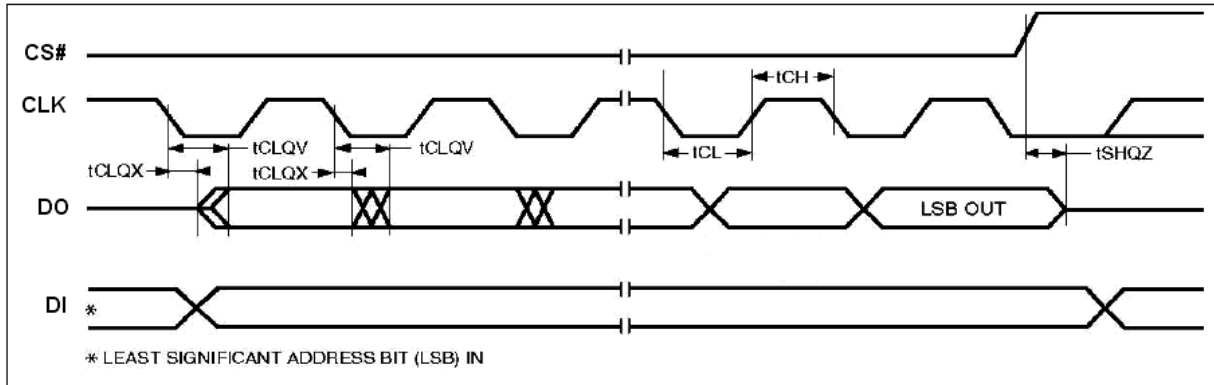 CS#
tCH
CLK
tCLQV
tCLQV
tCL
tSHQZ
tCLQX
tCLQX
DO
LSB OUT
DI
*
* LEAST SIGNIFICANT ADDRESS BIT (LSB) IN